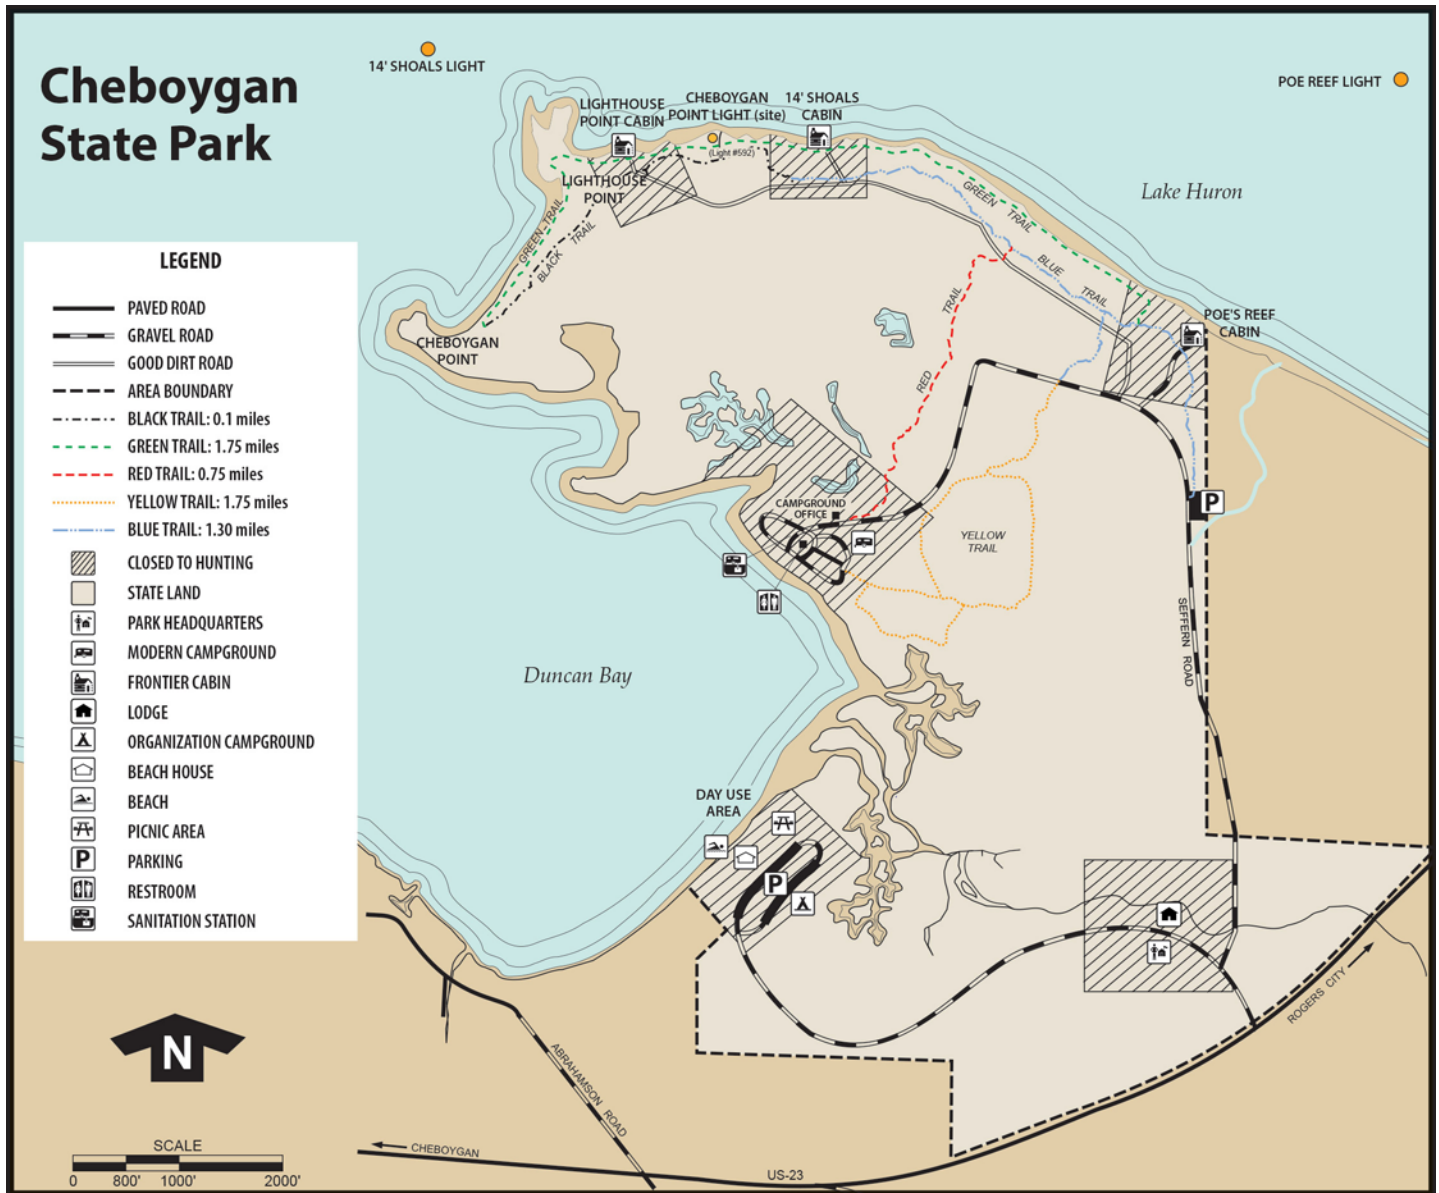 Cheboygan
State Park
14' SHOALS LIGHT
POE REEF LIGHT
LIGHTHOUSE
POINT CABIN
CHEBOYGAN
POINT LIGHT (site)
(Light #592)
14' SHOALS
CABIN
Lake Huron
LIGHTHOUSE
POINT
GREEN TRAIL
BLACK TRAIL
GREEN TRAIL
BLUE TRAIL
RED TRAIL
CHEBOYGAN
POINT
POE'S REEF
CABIN
LEGEND
PAVED ROAD
GRAVEL ROAD
GOOD DIRT ROAD
AREA BOUNDARY
BLACK TRAIL: 0.1 miles
GREEN TRAIL: 1.75 miles
RED TRAIL: 0.75 miles
YELLOW TRAIL: 1.75 miles
BLUE TRAIL: 1.30 miles
CLOSED TO HUNTING
STATE LAND
PARK HEADQUARTERS
MODERN CAMPGROUND
FRONTIER CABIN
LODGE
ORGANIZATION CAMPGROUND
BEACH HOUSE
BEACH
PICNIC AREA
P PARKING
RESTROOM
SANITATION STATION
CAMPGROUND
OFFICE
YELLOW
TRAIL
P
SEFFERN ROAD
Duncan Bay
DAY USE
AREA
P
ROGERS CITY
N
ABRAHAMSON ROAD
CHEBOYGAN
US-23
SCALE
0 800' 1000' 2000'